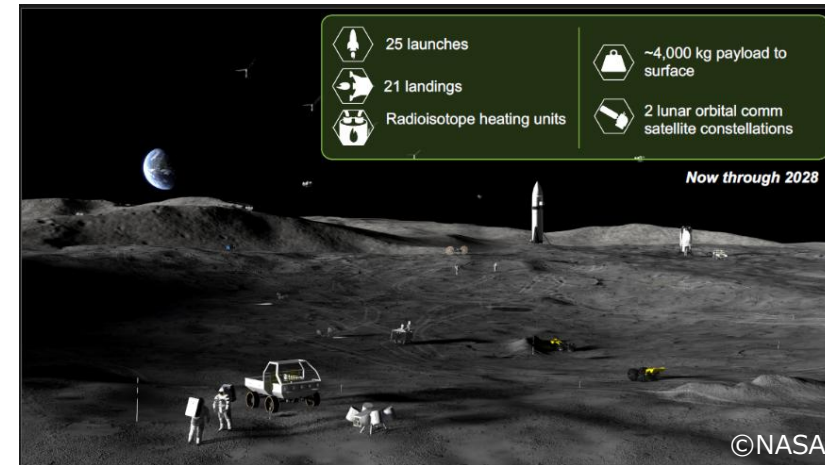 25 launches
21 landings
Radioisotope heating units
~4,000 kg payload to
surface
2 lunar orbital comm
satellite constellations
Now through 2028
©NASA